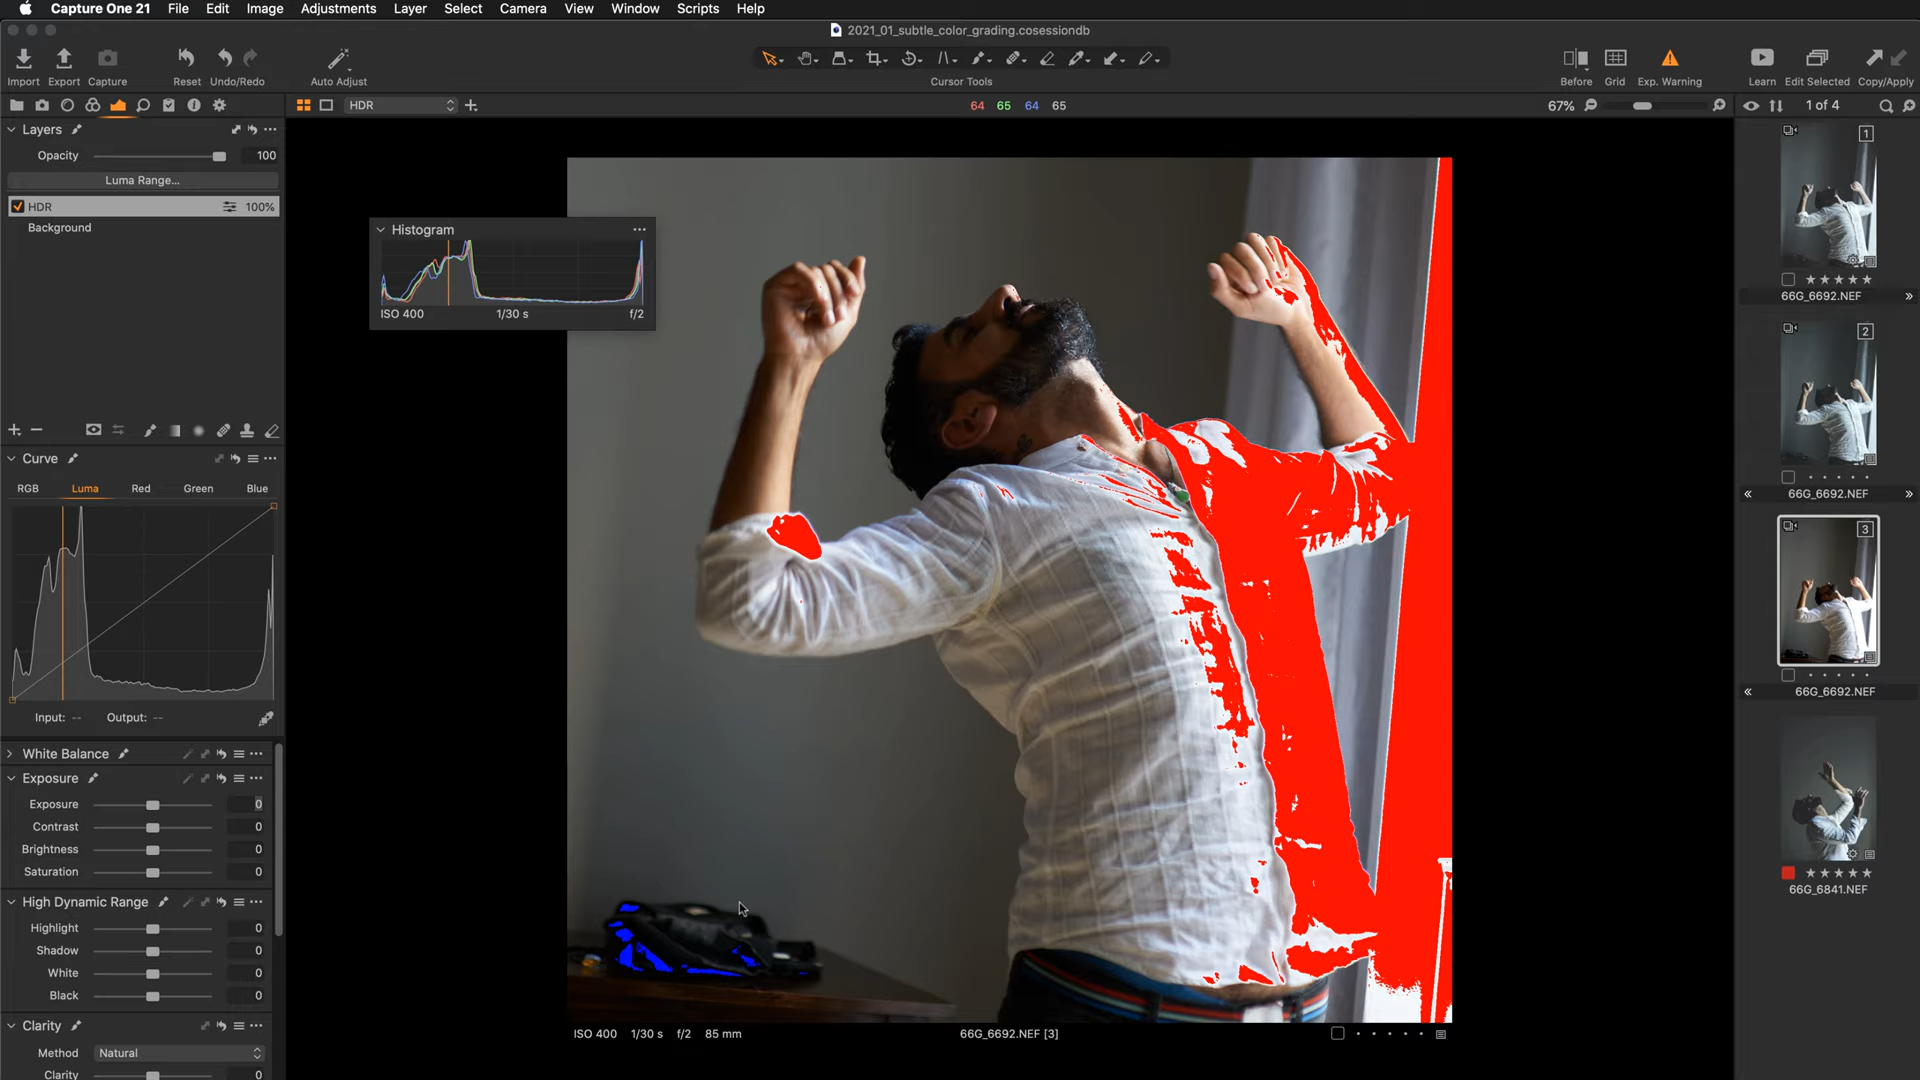 Capture One 21 File Edit Image Adjustments Layer Select Camera View Window Scripts Help
2021_01_subtle_color_grading.cosessiondb
Import Export Capture Reset Undo/Redo Auto Adjust Cursor Tools Before Grid Exp. Warning Learn Edit Selected Copy/Apply
HDR 64 65 64 65 67% 1 of 4
Layers
Opacity 100
Luma Range...
HDR 100%
Background
Histogram
ISO 400 1/30 s f/2
Curve
RGB Luma Red Green Blue
Input: -- Output: --
White Balance
Exposure
Exposure 0
Contrast 0
Brightness 0
Saturation 0
High Dynamic Range
Highlight 0
Shadow 0
White 0
Black 0
Clarity
Method Natural
Clarity 0
ISO 400 1/30 s f/2 85 mm 66G_6692.NEF [3]
1
66G_6692.NEF
2
66G_6692.NEF
3
66G_6692.NEF
66G_6841.NEF